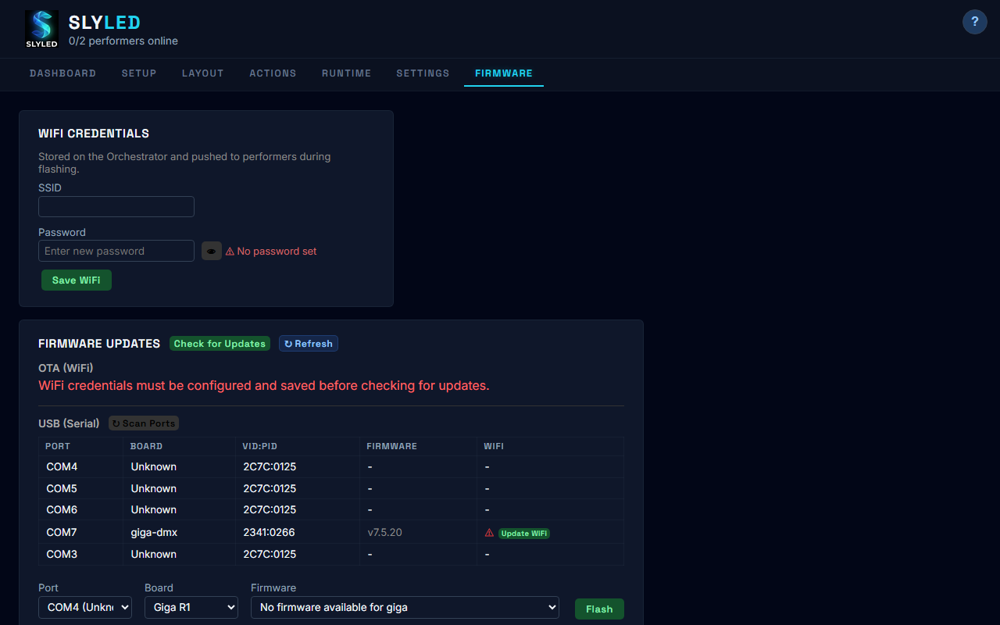 SLYLED
SLYLED
0/2 performers online
?
DASHBOARD SETUP LAYOUT ACTIONS RUNTIME SETTINGS FIRMWARE
WIFI CREDENTIALS
Stored on the Orchestrator and pushed to performers during
flashing.
SSID
Password
Enter new password ⚠ No password set
Save WiFi
FIRMWARE UPDATES Check for Updates ↻ Refresh
OTA (WiFi)
WiFi credentials must be configured and saved before checking for updates.
USB (Serial) ↻ Scan Ports
PORT BOARD VID:PID FIRMWARE WIFI
COM4 Unknown 2C7C:0125 - -
COM5 Unknown 2C7C:0125 - -
COM6 Unknown 2C7C:0125 - -
COM7 giga-dmx 2341:0266 v7.5.20 ⚠ Update WiFi
COM3 Unknown 2C7C:0125 - -
Port Board Firmware
COM4 (Unkn Giga R1 No firmware available for giga Flash